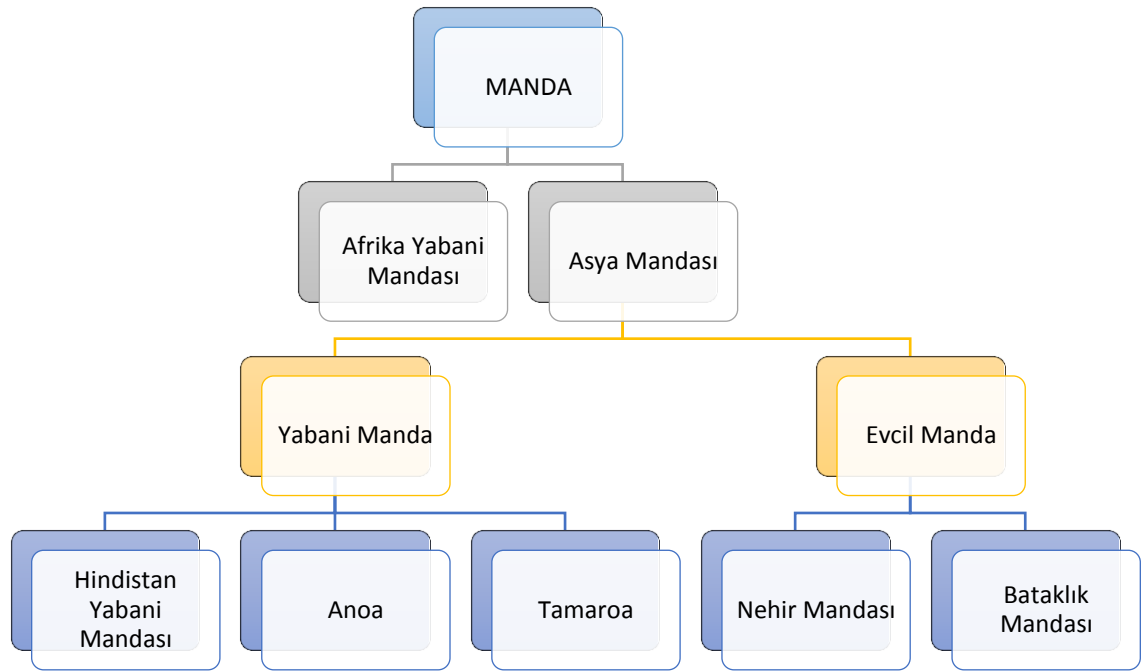 MANDA
Afrika Yabani
Mandası
Asya Mandası
Yabani Manda
Evcil Manda
Hindistan
Yabani
Mandası
Anoa
Tamaroa
Nehir Mandası
Bataklık
Mandası